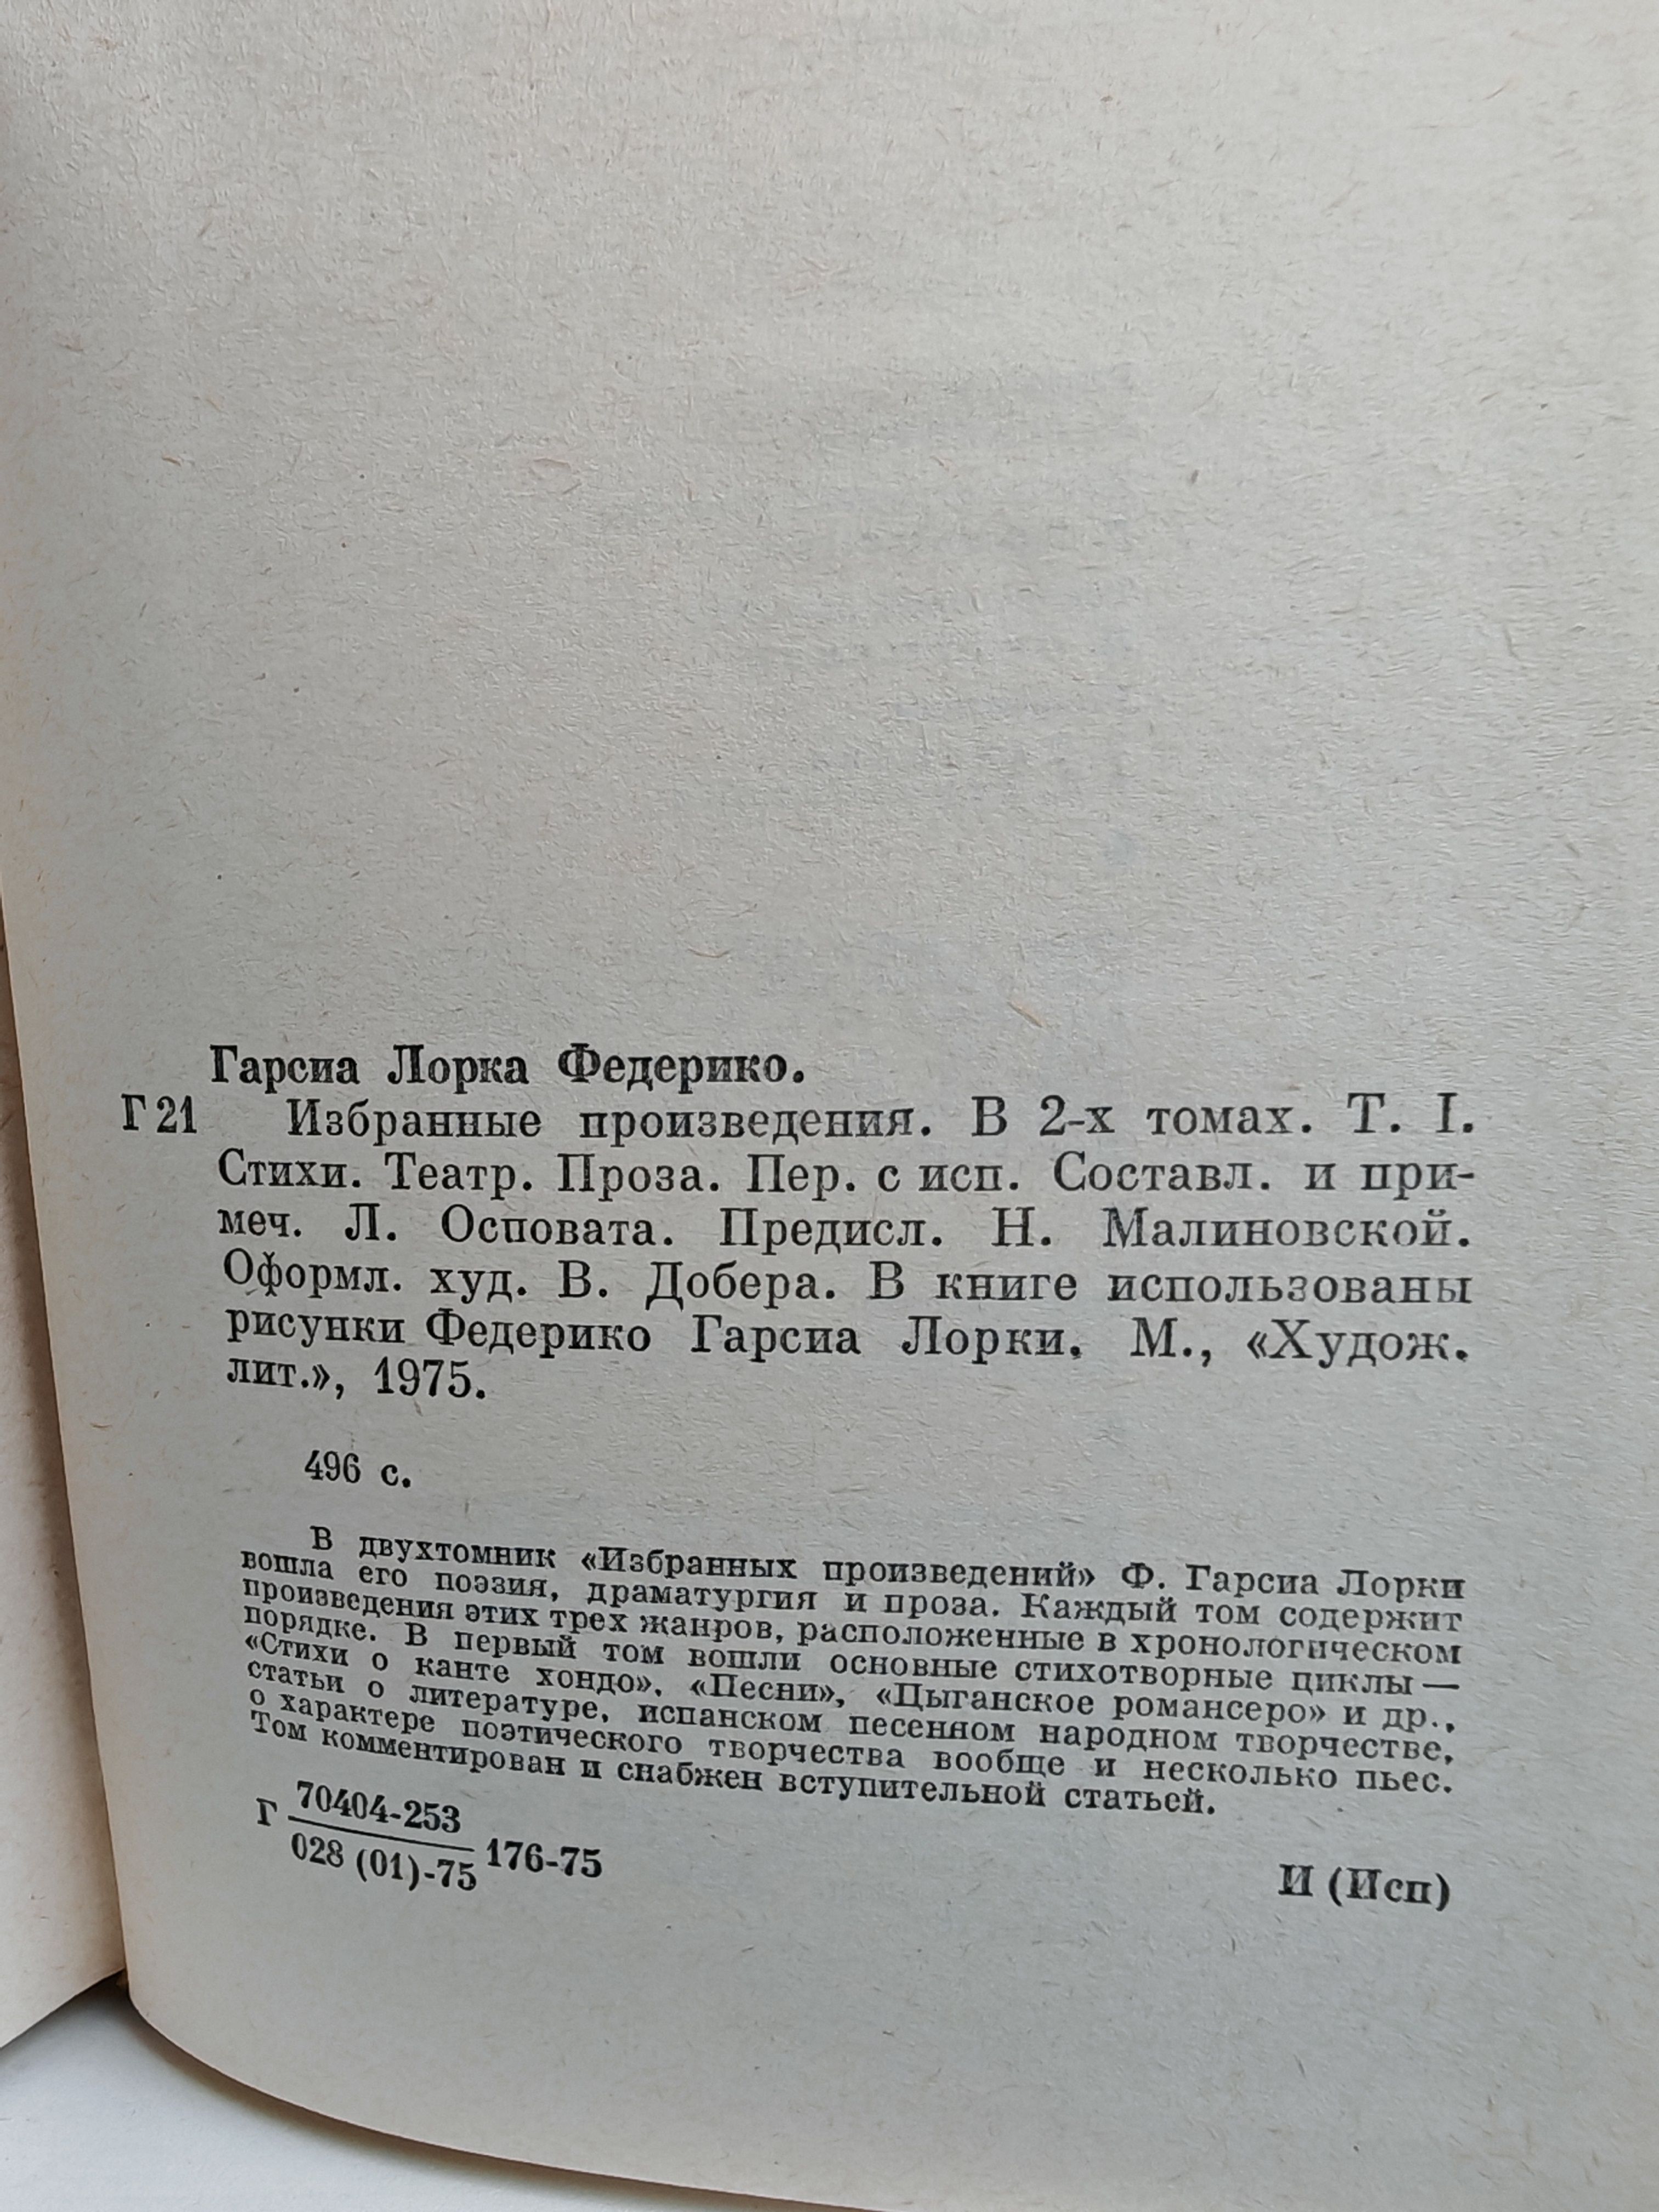 Гарсиа Лорка Федерико.
Г 21 Избранные произведения. В 2-х томах. Т. I.
Стихи. Театр. Проза. Пер. с исп. Составл. и при-
меч. Л. Осповата. Предисл. Н. Малиновской.
Оформл. худ. В. Добера. В книге использованы
рисунки Федерико Гарсиа Лорки. М., «Худож.
лит.», 1975.
496 с.
В двухтомник «Избранных произведений» Ф. Гарсиа Лорки
вошла его поэзия, драматургия и проза. Каждый том содержит
произведения этих трех жанров, расположенные в хронологическом
порядке. В первый том вошли основные стихотворные циклы —
«Стихи о канте хондо», «Песни», «Цыганское романсеро» и др.,
статьи о литературе, испанском песенном народном творчестве,
о характере поэтического творчества вообще и несколько пьес.
Том комментирован и снабжен вступительной статьей.
Г 70404-253
028 (01)-75 176-75
И (Исп)